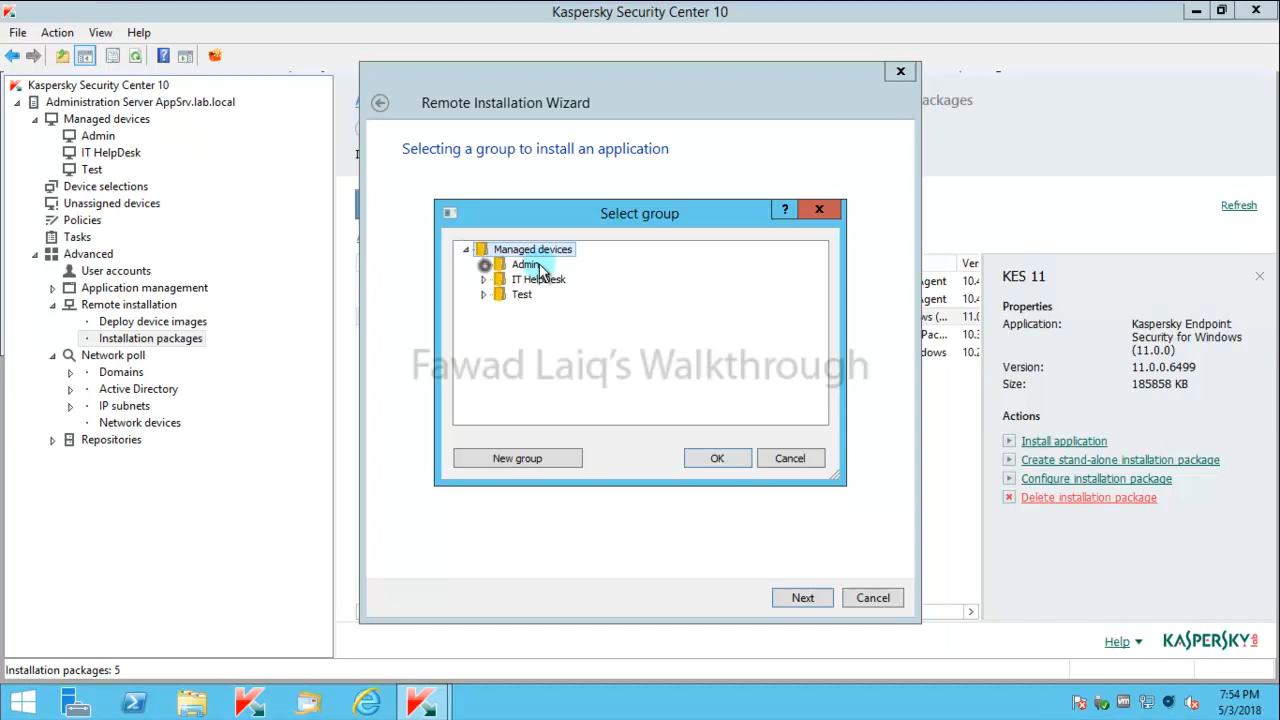 Kaspersky Security Center 10
File Action View Help
Kaspersky Security Center 10
Administration Server AppSrv.lab.local
Managed devices
Admin
IT HelpDesk
Test
Device selections
Unassigned devices
Policies
Tasks
Advanced
User accounts
Application management
Remote installation
Deploy device images
Installation packages
Network poll
Domains
Active Directory
IP subnets
Network devices
Repositories
Remote Installation Wizard
Selecting a group to install an application
Select group
?
Managed devices
Admin
IT HelpDesk
Test
Fawad Laiq's Walkthrough
New group OK Cancel
Next Cancel
ackages
Refresh
Ver
gent 10.4
gent 10.4
ws (... 11.0
Pac... 10.3
dows 10.2
KES 11
Properties
Application: Kaspersky Endpoint
Security for Windows
(11.0.0)
Version: 11.0.0.6499
Size: 185858 KB
Actions
Install application
Create stand-alone installation package
Configure installation package
Delete installation package
Help KASPERSKY
Installation packages: 5
7:54 PM
5/3/2018